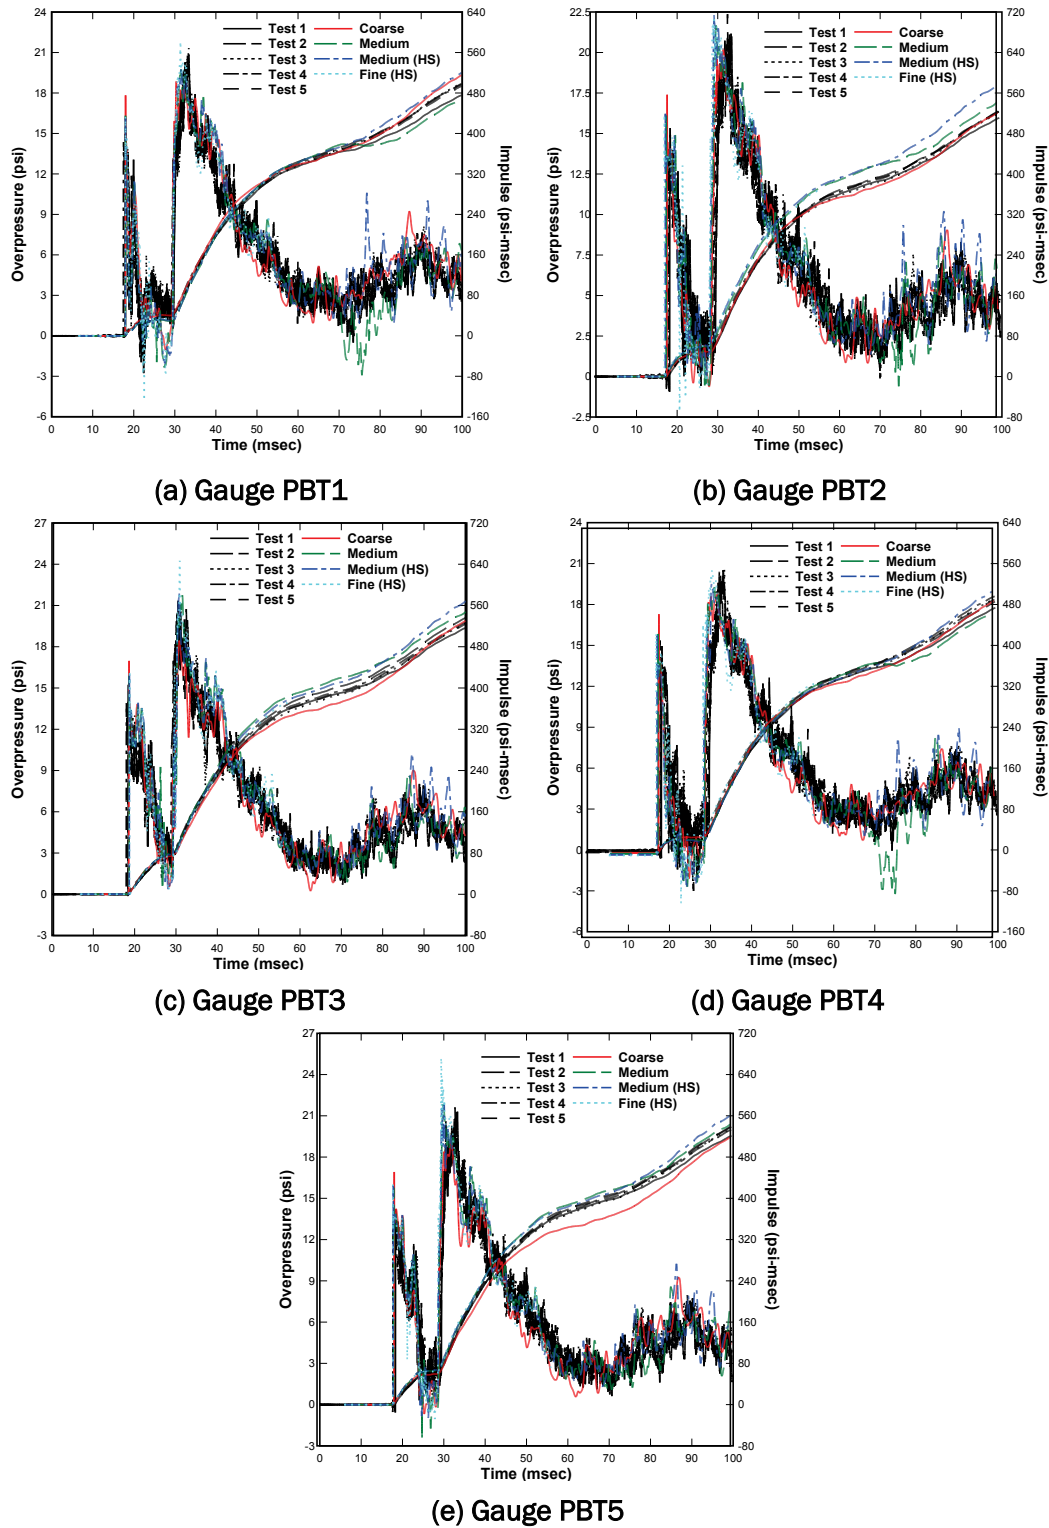 24
21
18
15
12
9
6
3
0
-3
-6
640
560
480
400
320
240
160
80
0
-80
-160
Test 1
Test 2
Test 3
Test 4
Test 5
Coarse
Medium
Medium (HS)
Fine (HS)
Overpressure (psi)
Impulse (psi-msec)
0 10 20 30 40 50 60 70 80 90 100
Time (msec)
(a) Gauge PBT1
22.5
20
17.5
15
12.5
10
7.5
5
2.5
0
-2.5
720
640
560
480
400
320
240
160
80
0
-80
Test 1
Test 2
Test 3
Test 4
Test 5
Coarse
Medium
Medium (HS)
Fine (HS)
Overpressure (psi)
Impulse (psi-msec)
0 10 20 30 40 50 60 70 80 90 100
Time (msec)
(b) Gauge PBT2
27
24
21
18
15
12
9
6
3
0
-3
720
640
560
480
400
320
240
160
80
0
-80
Test 1
Test 2
Test 3
Test 4
Test 5
Coarse
Medium
Medium (HS)
Fine (HS)
Overpressure (psi)
Impulse (psi-msec)
0 10 20 30 40 50 60 70 80 90 100
Time (msec)
(c) Gauge PBT3
24
21
18
15
12
9
6
3
0
-3
-6
640
560
480
400
320
240
160
80
0
-80
-160
Test 1
Test 2
Test 3
Test 4
Test 5
Coarse
Medium
Medium (HS)
Fine (HS)
Overpressure (psi)
Impulse (psi-msec)
0 10 20 30 40 50 60 70 80 90 100
Time (msec)
(d) Gauge PBT4
27
24
21
18
15
12
9
6
3
0
-3
720
640
560
480
400
320
240
160
80
0
-80
Test 1
Test 2
Test 3
Test 4
Test 5
Coarse
Medium
Medium (HS)
Fine (HS)
Overpressure (psi)
Impulse (psi-msec)
0 10 20 30 40 50 60 70 80 90 100
Time (msec)
(e) Gauge PBT5